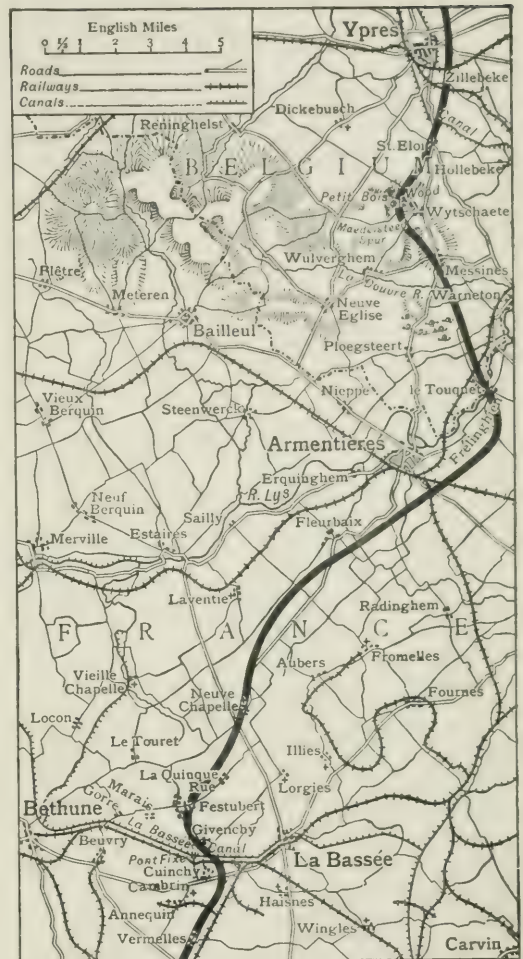 English Miles
0 ½ 1 2 3 4 5
Roads
Railways
Canals
Ypres
Zillebeke
Dickebusch
Canal
Reninghelst
St. Eloi
BELGIUM
Hollebeke
Petit Bois
Wood
Wytschaete
Spur
Wulverghem
Messines
La Douvre R.
Warneton
Flêtre
Meteren
Neuve
Eglise
Bailleul
Ploegsteert
le Touquet
Nieppe
Vieux
Berquin
Steenwerck
Frelinghien
Armentières
Erquinghem
R. Lys
Neuf
Berquin
Sailly
Fleurbaix
Merville
Estaires
Laventie
Radinghem
FRANCE
Fromelles
Aubers
Vieille
Chapelle
Fournes
Neuve
Chapelle
Locon
Le Touret
Illies
La Quinque
Rue
Lorgies
Marais
Festubert
Gorre
Béthune
La Bassée Canal
Givenchy
Beuvry
Pont Fixe
La Bassée
Cuinchy
Cambrin
Haisnes
Annequin
Wingles
Vermelles
Carvin